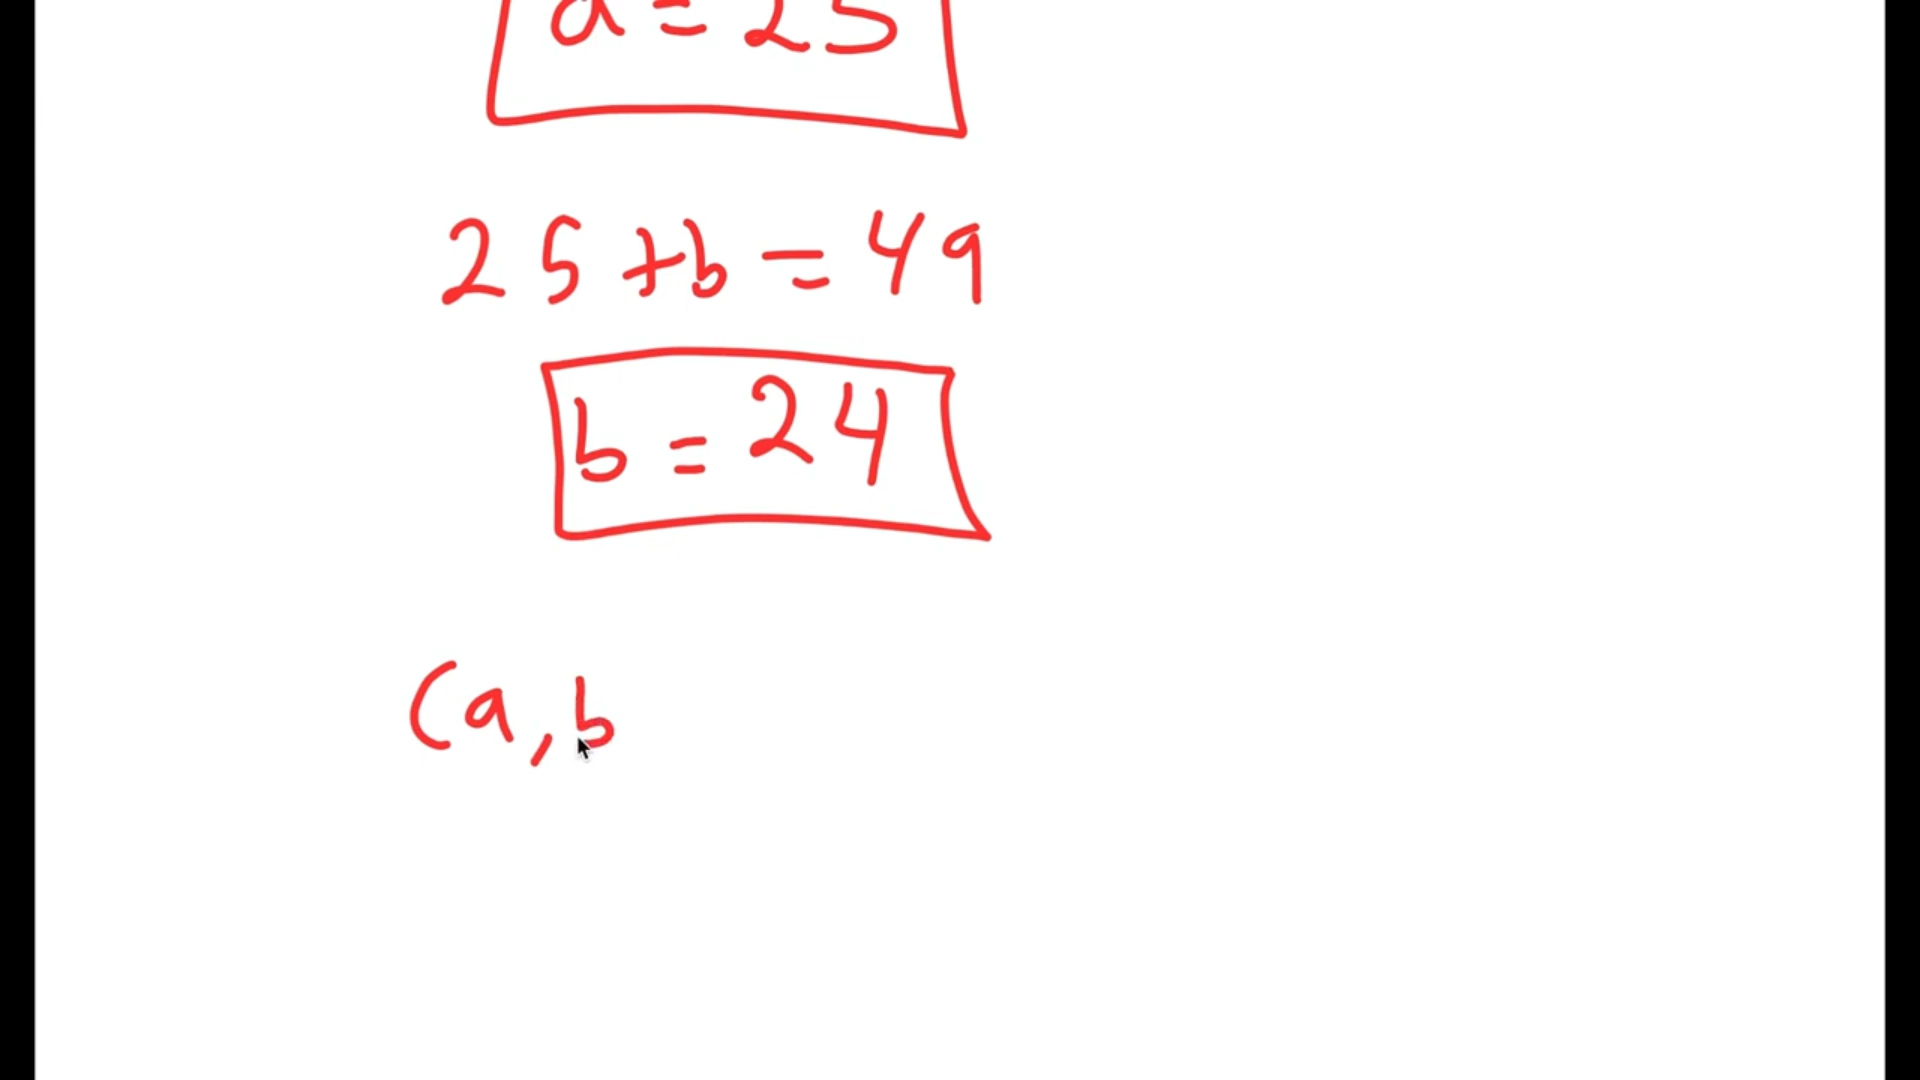 a = 25
25 + b = 49
b = 24
(a, b